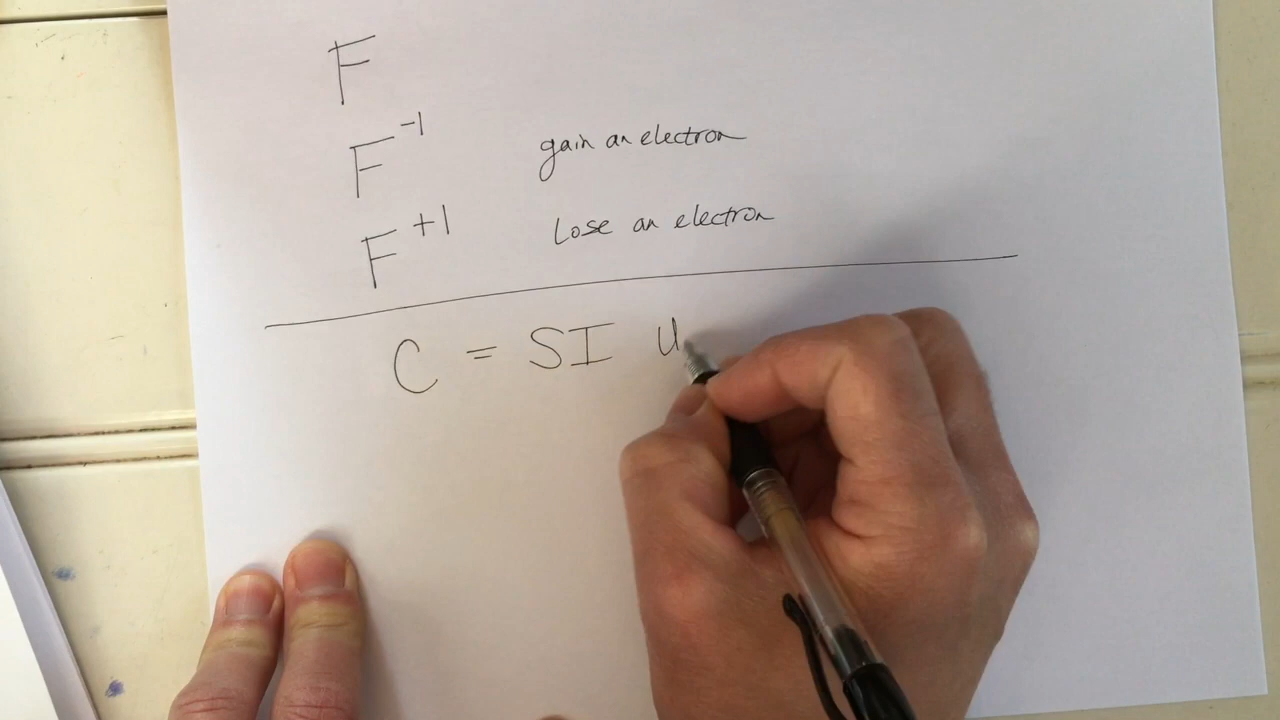 F
F⁻¹ gain an electron
F⁺¹ Lose an electron
C = SI u